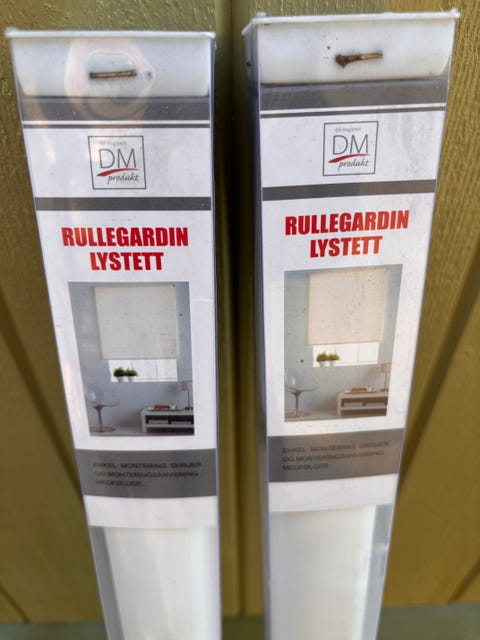 DM
produkt
RULLEGARDIN
LYSTETT
ENKEL MONTERING. SKRUER
OG MONTERINGSANVISNING
MEDFØLGER.
DM
produkt
RULLEGARDIN
LYSTETT
ENKEL MONTERING. SKRUER
OG MONTERINGSANVISNING
MEDFØLGER.